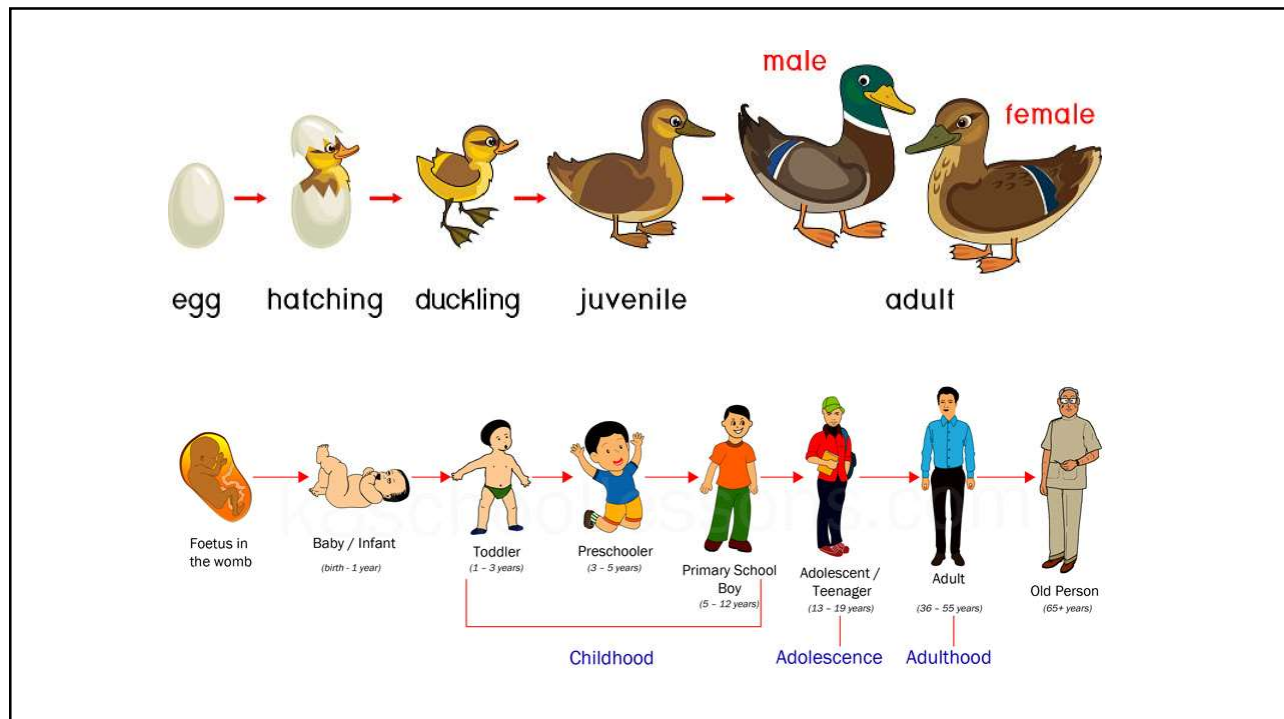 male
female
egg hatching duckling juvenile adult
Foetus in
the womb
Baby / Infant
(birth - 1 year)
Toddler
(1 – 3 years)
Preschooler
(3 – 5 years)
Primary School
Boy
(5 – 12 years)
Adolescent /
Teenager
(13 – 19 years)
Adult
(36 – 55 years)
Old Person
(65+ years)
Childhood
Adolescence
Adulthood